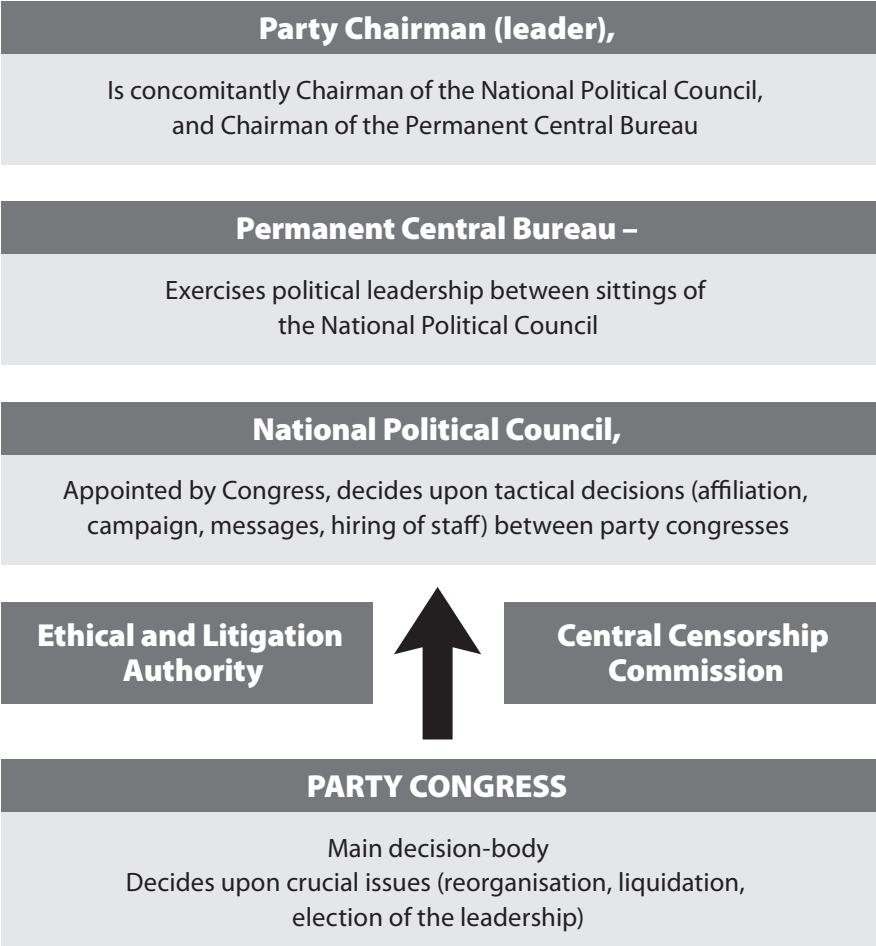 Party Chairman (leader),
Is concomitantly Chairman of the National Political Council,
and Chairman of the Permanent Central Bureau
Permanent Central Bureau –
Exercises political leadership between sittings of
the National Political Council
National Political Council,
Appointed by Congress, decides upon tactical decisions (affiliation,
campaign, messages, hiring of staff) between party congresses
Ethical and Litigation
Authority
Central Censorship
Commission
PARTY CONGRESS
Main decision-body
Decides upon crucial issues (reorganisation, liquidation,
election of the leadership)